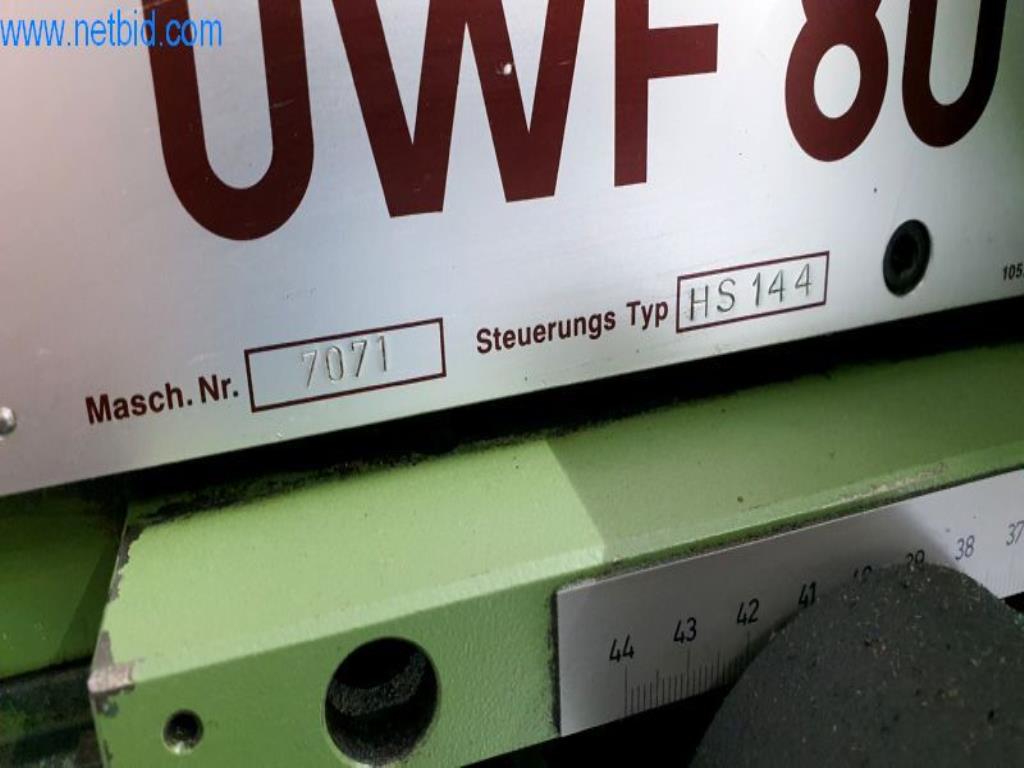 www.netbid.com
UWF 80
Masch. Nr. 7071 Steuerungs Typ HS 144
105
44 43 42 41 39 38 37